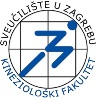 SVEUČILIŠTE U ZAGREBU
KINEZIOLOŠKI FAKULTET